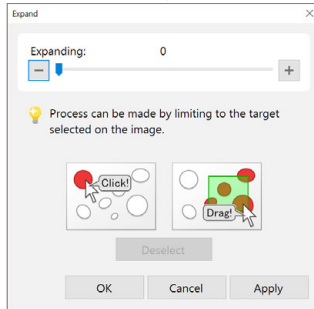 Expand
Expanding: 0
Process can be made by limiting to the target
selected on the image.
Click!
Drag!
Deselect
OK Cancel Apply